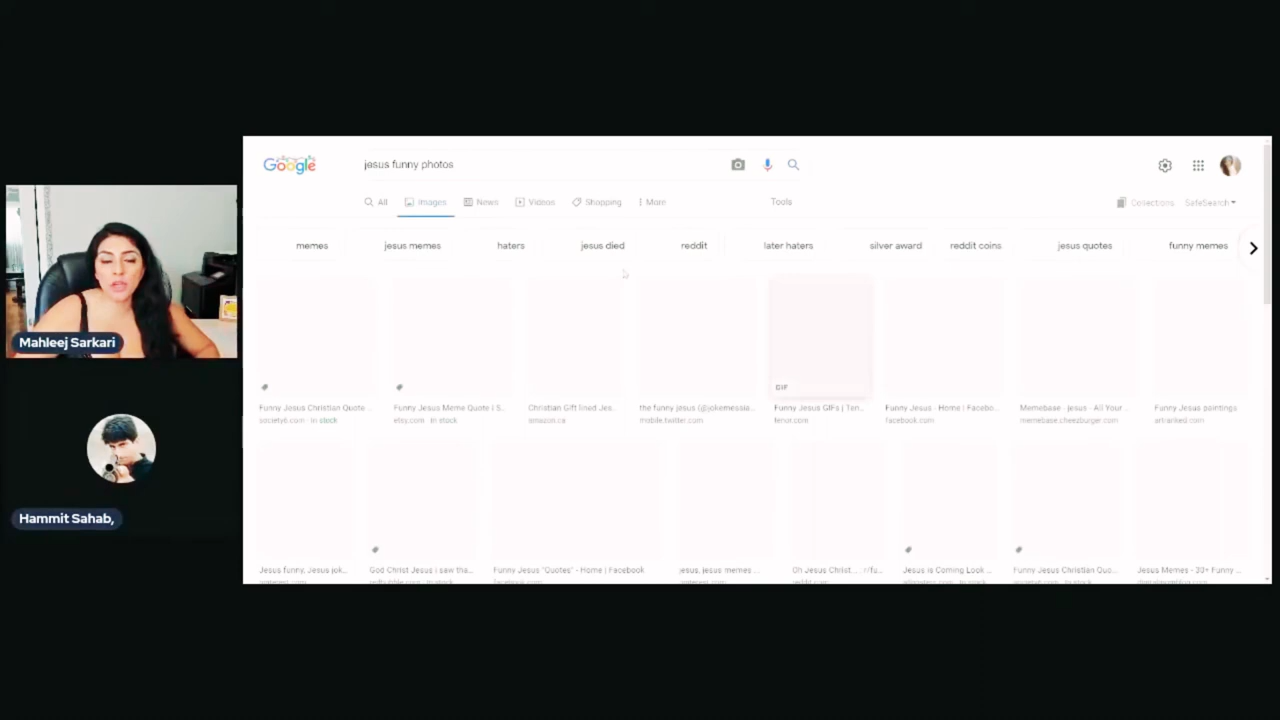 Google
jesus funny photos
All Images News Videos Shopping More Tools Collections SafeSearch
memes jesus memes haters jesus died reddit later haters silver award reddit coins jesus quotes funny memes
GIF
Funny Jesus Christian Quote ... Funny Jesus Meme Quote I S... Christian Gift lined Jes.. the funny jesus (@jokemessia... Funny Jesus GIFs | Ten... Funny Jesus - Home | Facebo... Memebase - jesus - All Your ... Funny Jesus paintings
society6.com · In stock etsy.com · In stock amazon.ca mobile.twitter.com tenor.com facebook.com memebase.cheezburger.com artranked.com
Mahleej Sarkari
Hammit Sahab,
Jesus funny, Jesus jok... God Christ Jesus i saw tha... Funny Jesus "Quotes" - Home | Facebook jesus, jesus memes ... Oh Jesus Christ... : r/fu... Jesus is Coming Look ... Funny Jesus Christian Quo... Jesus Memes - 30+ Funny ...